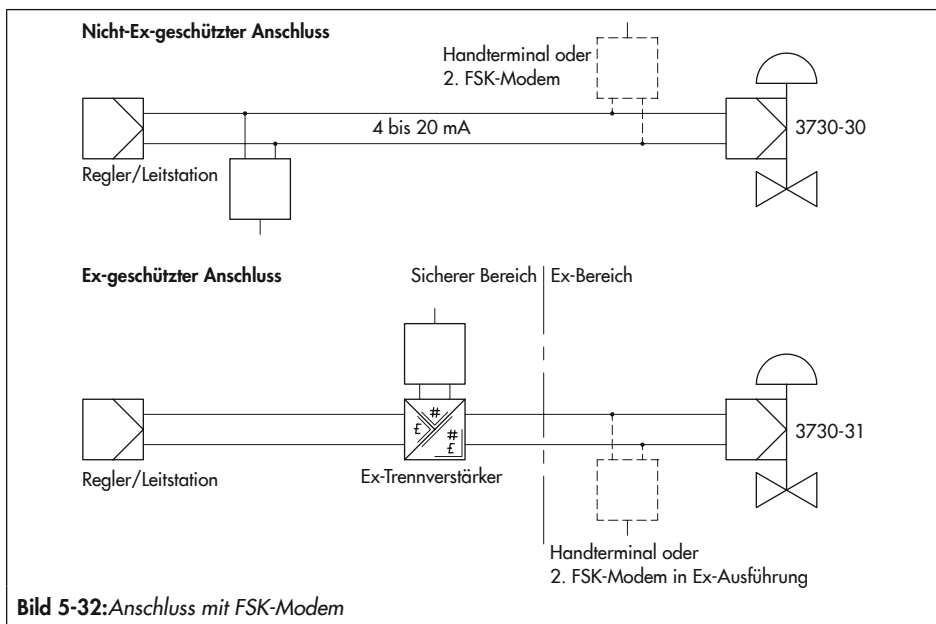 Nicht-Ex-geschützter Anschluss
Handterminal oder
2. FSK-Modem
4 bis 20 mA
3730-30
Regler/Leitstation
Ex-geschützter Anschluss
Sicherer Bereich
Ex-Bereich
3730-31
Regler/Leitstation
Ex-Trennverstärker
Handterminal oder
2. FSK-Modem in Ex-Ausführung
Bild 5-32:Anschluss mit FSK-Modem